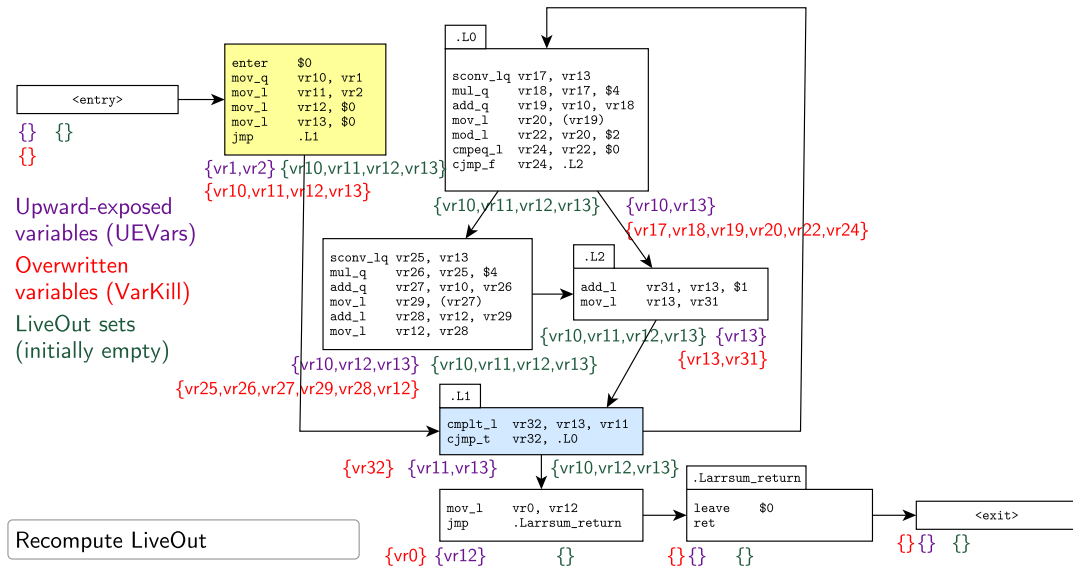 .L0
enter $0
mov_q vr10, vr1
mov_l vr11, vr2
mov_l vr12, $0
mov_l vr13, $0
jmp .L1
sconv_lq vr17, vr13
mul_q vr18, vr17, $4
add_q vr19, vr10, vr18
mov_l vr20, (vr19)
mod_l vr22, vr20, $2
cmpeq_l vr24, vr22, $0
cjmp_f vr24, .L2
<entry>
{} {}
{}
{vr1,vr2} {vr10,vr11,vr12,vr13}
{vr10,vr11,vr12,vr13}
{vr10,vr11,vr12,vr13} {vr10,vr13}
{vr17,vr18,vr19,vr20,vr22,vr24}
Upward-exposed
variables (UEVars)
Overwritten
variables (VarKill)
LiveOut sets
(initially empty)
sconv_lq vr25, vr13
mul_q vr26, vr25, $4
add_q vr27, vr10, vr26
mov_l vr29, (vr27)
add_l vr28, vr12, vr29
mov_l vr12, vr28
.L2
add_l vr31, vr13, $1
mov_l vr13, vr31
{vr10,vr11,vr12,vr13} {vr13}
{vr13,vr31}
{vr10,vr12,vr13} {vr10,vr11,vr12,vr13}
{vr25,vr26,vr27,vr29,vr28,vr12}
.L1
cmplt_l vr32, vr13, vr11
cjmp_t vr32, .L0
{vr32} {vr11,vr13} {vr10,vr12,vr13}
mov_l vr0, vr12
jmp .Larrsum_return
.Larrsum_return
leave $0
ret
<exit>
{vr0} {vr12} {}
{} {} {}
{} {} {}
Recompute LiveOut